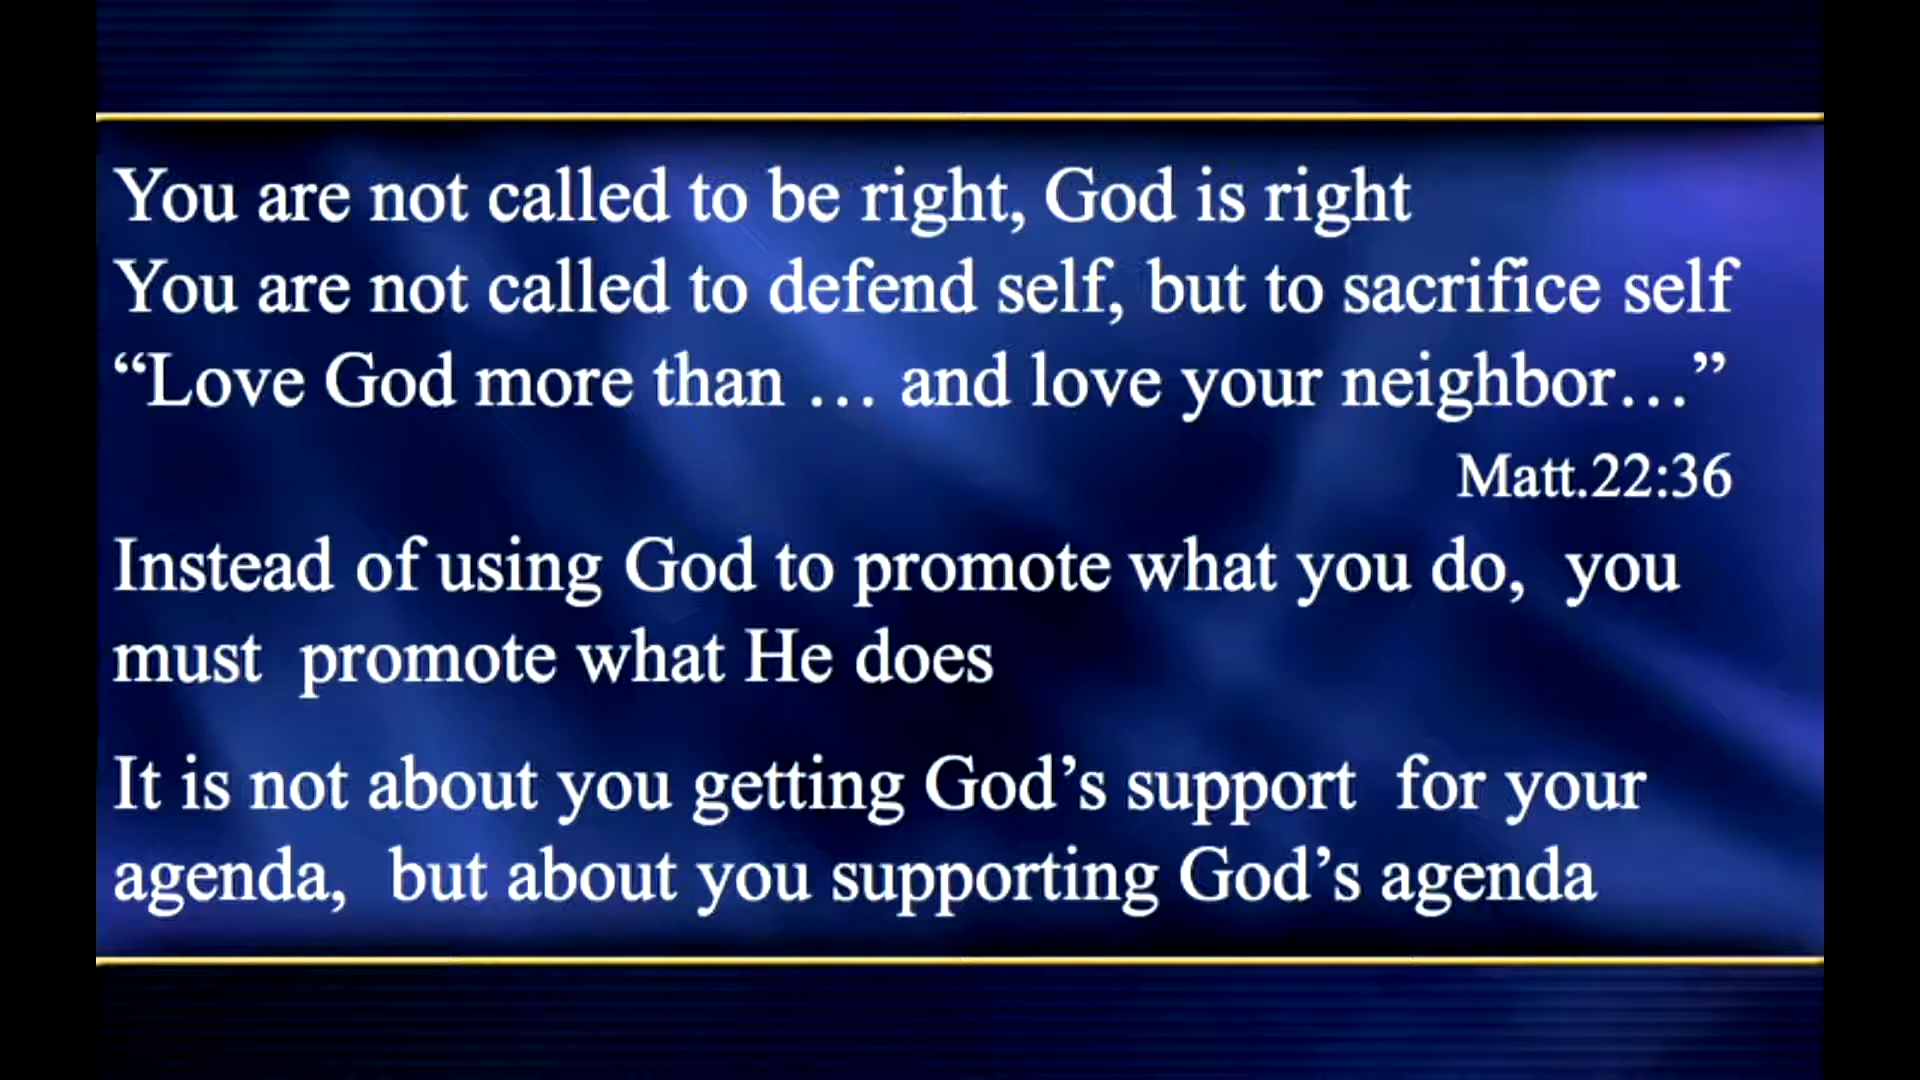 You are not called to be right, God is right
You are not called to defend self, but to sacrifice self
“Love God more than … and love your neighbor…”
Matt.22:36
Instead of using God to promote what you do,  you
must  promote what He does
It is not about you getting God’s support  for your
agenda,  but about you supporting God’s agenda